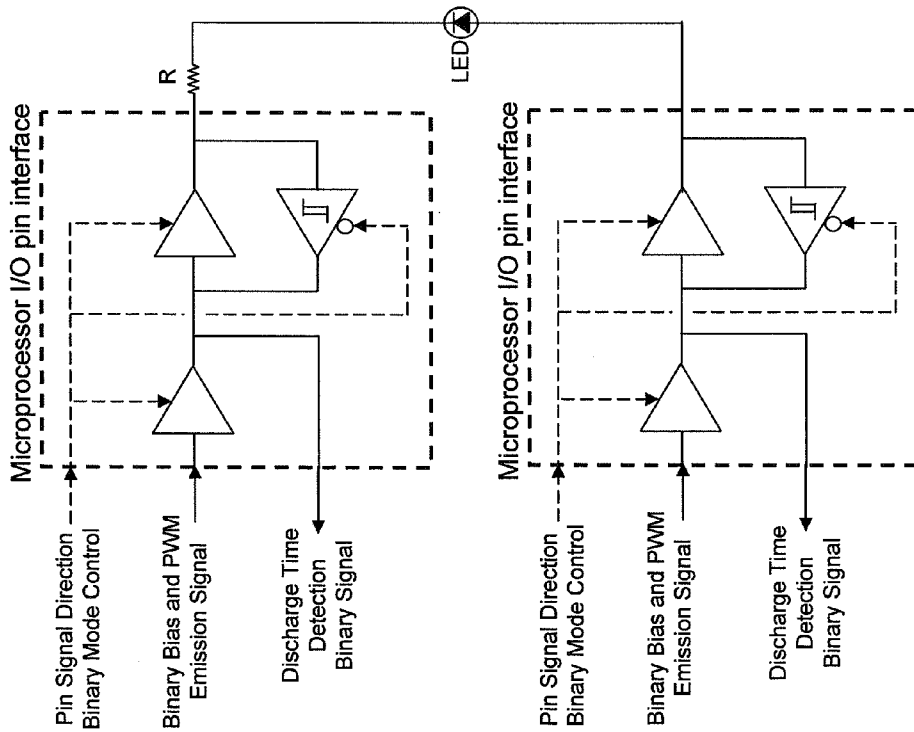 Microprocessor I/O pin interface
R
LED
Pin Signal Direction
Binary Mode Control
Binary Bias and PWM
Emission Signal
Discharge Time
Detection
Binary Signal
Microprocessor I/O pin interface
Pin Signal Direction
Binary Mode Control
Binary Bias and PWM
Emission Signal
Discharge Time
Detection
Binary Signal